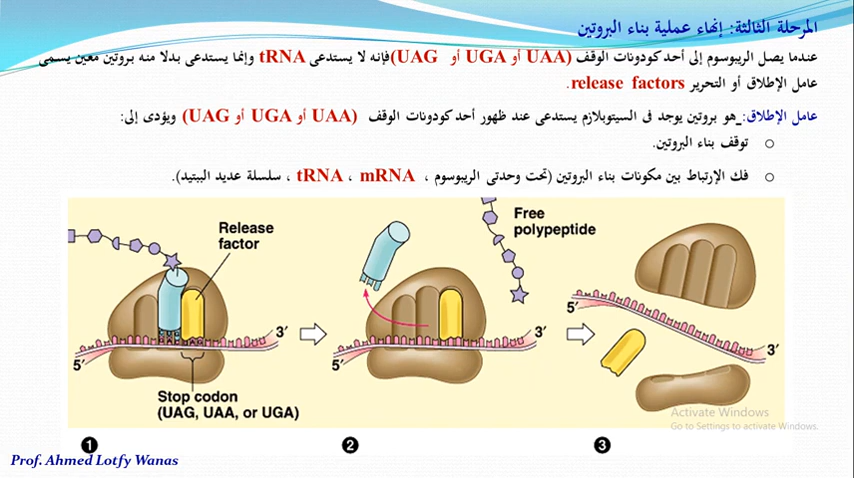 المرحلة الثالثة: إنهاء عملية بناء البروتين
عندما يصل الريبوسوم إلى أحد كودونات الوقف (UAA أو UGA أو UAG) فإنه لا يستدعى tRNA وإنما يستدعى بدلا منه بروتين معين يسمى
عامل الإطلاق أو التحرير release factors.
عامل الإطلاق: هو بروتين يوجد فى السيتوبلازم يستدعى عند ظهور أحد كودونات الوقف (UAA أو UGA أو UAG) ويؤدى إلى:
○ توقف بناء البروتين.
○ فك الإرتباط بين مكونات بناء البروتين (تحت وحدتى الريبوسوم ، tRNA ، mRNA ، سلسلة عديد الببتيد).
Release
factor
3′
5′
Stop codon
(UAG, UAA, or UGA)
1
Free
polypeptide
3′
5′
2
5′
3′
3
Activate Windows
Go to Settings to activate Windows.
Prof. Ahmed Lotfy Wanas